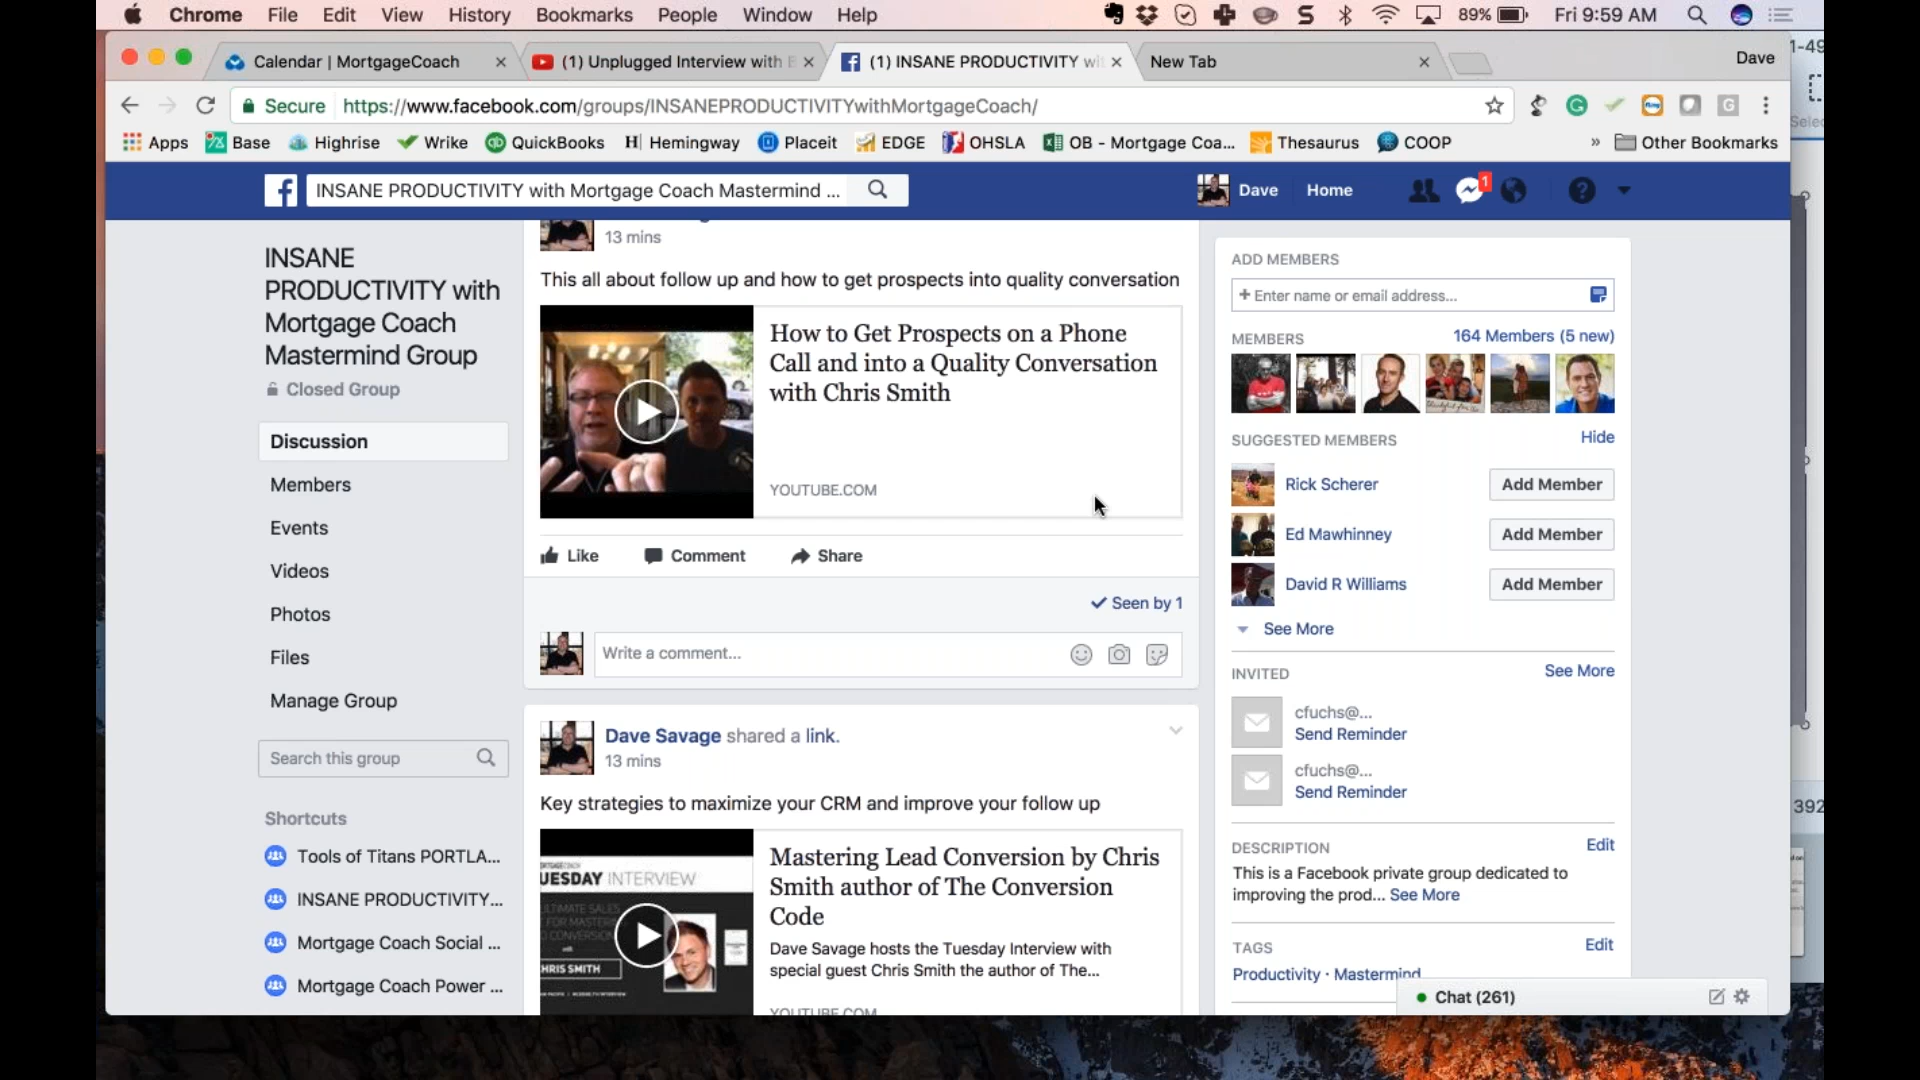 Chrome File Edit View History Bookmarks People Window Help
89% Fri 9:59 AM
Calendar | MortgageCoach
(1) Unplugged Interview with
(1) INSANE PRODUCTIVITY wi
New Tab
Dave
1-49
Secure https://www.facebook.com/groups/INSANEPRODUCTIVITYwithMortgageCoach/
Apps Base Highrise Wrike QuickBooks Hemingway Placeit EDGE OHSLA OB - Mortgage Coa... Thesaurus COOP » Other Bookmarks
INSANE PRODUCTIVITY with Mortgage Coach Mastermind ...
Dave Home 1
INSANE
PRODUCTIVITY with
Mortgage Coach
Mastermind Group
Closed Group
Discussion
Members
Events
Videos
Photos
Files
Manage Group
Search this group
Shortcuts
Tools of Titans PORTLA...
INSANE PRODUCTIVITY...
Mortgage Coach Social ...
Mortgage Coach Power ...
13 mins
This all about follow up and how to get prospects into quality conversation
How to Get Prospects on a Phone
Call and into a Quality Conversation
with Chris Smith
YOUTUBE.COM
Like Comment Share
Seen by 1
Write a comment...
Dave Savage shared a link.
13 mins
Key strategies to maximize your CRM and improve your follow up
UESDAY INTERVIEW
HRIS SMITH
Mastering Lead Conversion by Chris
Smith author of The Conversion
Code
Dave Savage hosts the Tuesday Interview with
special guest Chris Smith the author of The...
YOUTUBE.COM
ADD MEMBERS
+ Enter name or email address...
MEMBERS 164 Members (5 new)
SUGGESTED MEMBERS Hide
Rick Scherer Add Member
Ed Mawhinney Add Member
David R Williams Add Member
See More
INVITED See More
cfuchs@...
Send Reminder
cfuchs@...
Send Reminder
DESCRIPTION Edit
This is a Facebook private group dedicated to
improving the prod... See More
TAGS Edit
Productivity · Mastermind
Chat (261)
392